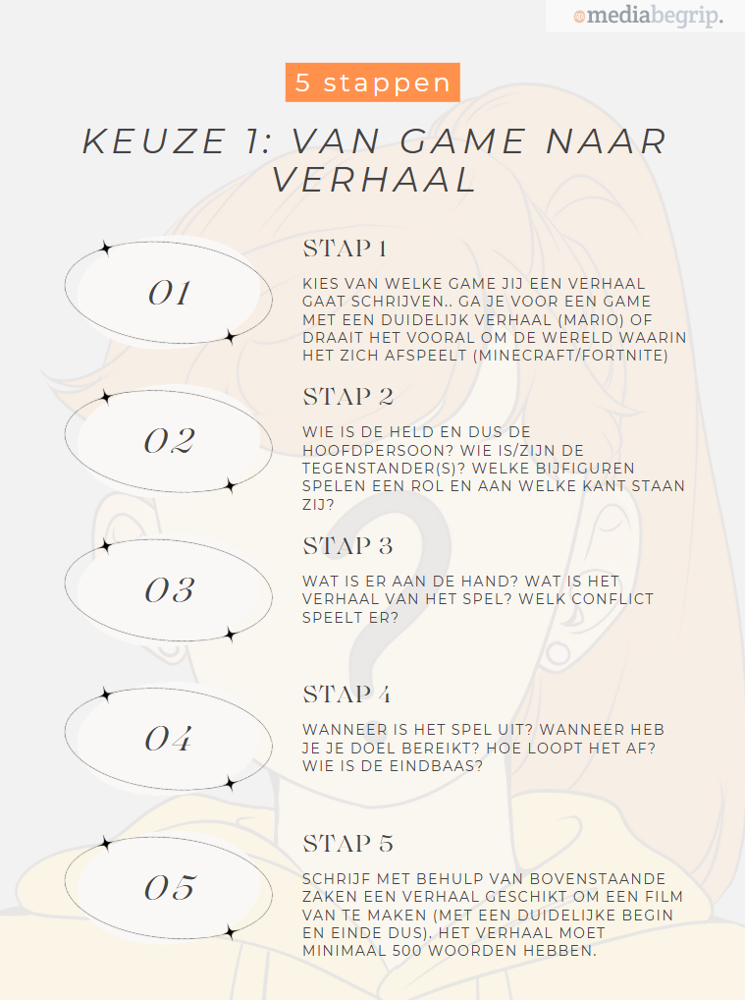 mediabegrip.
5 stappen
KEUZE 1: VAN GAME NAAR
VERHAAL
01
STAP 1
KIES VAN WELKE GAME JIJ EEN VERHAAL
GAAT SCHRIJVEN.. GA JE VOOR EEN GAME
MET EEN DUIDELIJK VERHAAL (MARIO) OF
DRAAIT HET VOORAL OM DE WERELD WAARIN
HET ZICH AFSPEELT (MINECRAFT/FORTNITE)
02
STAP 2
WIE IS DE HELD EN DUS DE
HOOFDPERSOON? WIE IS/ZIJN DE
TEGENSTANDER(S)? WELKE BIJFIGUREN
SPELEN EEN ROL EN AAN WELKE KANT STAAN
ZIJ?
03
STAP 3
WAT IS ER AAN DE HAND? WAT IS HET
VERHAAL VAN HET SPEL? WELK CONFLICT
SPEELT ER?
04
STAP 4
WANNEER IS HET SPEL UIT? WANNEER HEB
JE JE DOEL BEREIKT? HOE LOOPT HET AF?
WIE IS DE EINDBAAS?
05
STAP 5
SCHRIJF MET BEHULP VAN BOVENSTAANDE
ZAKEN EEN VERHAAL GESCHIKT OM EEN FILM
VAN TE MAKEN (MET EEN DUIDELIJKE BEGIN
EN EINDE DUS). HET VERHAAL MOET
MINIMAAL 500 WOORDEN HEBBEN.
?